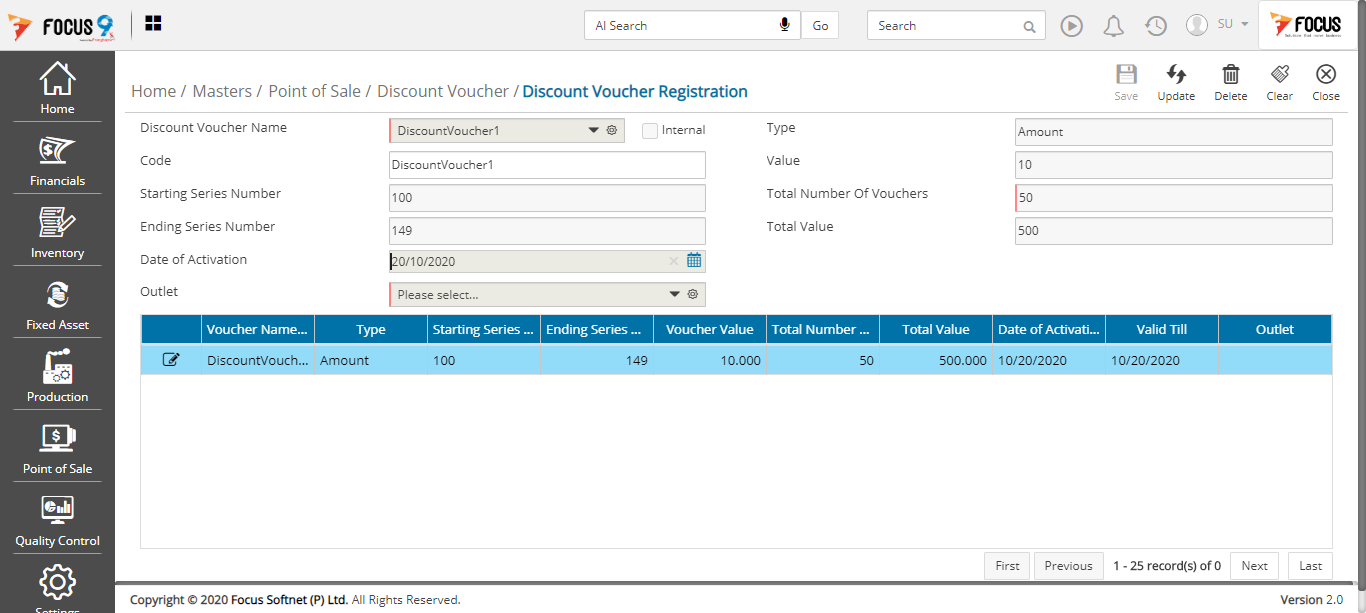 FOCUS 9
AI Search
Go
Search
SU
FOCUS
Home
Financials
Inventory
Fixed Asset
Production
Point of Sale
Quality Control
Settings
Home / Masters / Point of Sale / Discount Voucher / Discount Voucher Registration
Save
Update
Delete
Clear
Close
Discount Voucher Name
DiscountVoucher1
Internal
Type
Amount
Code
DiscountVoucher1
Value
10
Starting Series Number
100
Total Number Of Vouchers
50
Ending Series Number
149
Total Value
500
Date of Activation
20/10/2020
Outlet
Please select...
Voucher Name... Type Starting Series ... Ending Series ... Voucher Value Total Number ... Total Value Date of Activati... Valid Till Outlet
DiscountVouch... Amount 100 149 10.000 50 500.000 10/20/2020 10/20/2020
First Previous 1 - 25 record(s) of 0 Next Last
Copyright © 2020 Focus Softnet (P) Ltd. All Rights Reserved.
Version 2.0